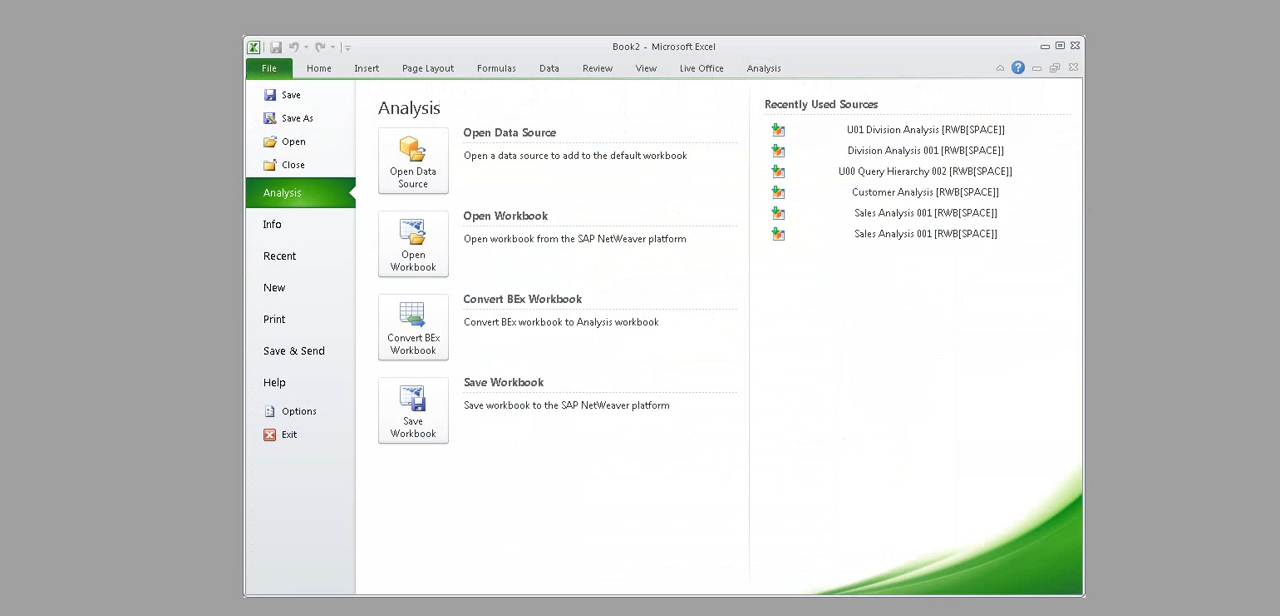 Book2 - Microsoft Excel
File Home Insert Page Layout Formulas Data Review View Live Office Analysis
Save
Save As
Open
Close
Analysis
Info
Recent
New
Print
Save & Send
Help
Options
Exit
Analysis
Open Data
Source
Open Data Source
Open a data source to add to the default workbook
Open
Workbook
Open Workbook
Open workbook from the SAP NetWeaver platform
Convert BEx
Workbook
Convert BEx Workbook
Convert BEx workbook to Analysis workbook
Save
Workbook
Save Workbook
Save workbook to the SAP NetWeaver platform
Recently Used Sources
U01 Division Analysis [RWB[SPACE]]
Division Analysis 001 [RWB[SPACE]]
U00 Query Hierarchy 002 [RWB[SPACE]]
Customer Analysis [RWB[SPACE]]
Sales Analysis 001 [RWB[SPACE]]
Sales Analysis 001 [RWB[SPACE]]